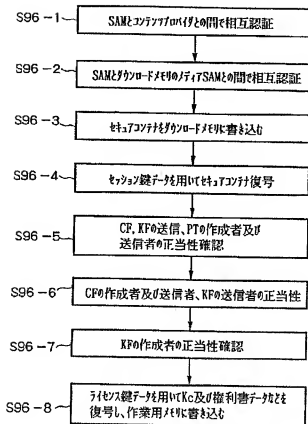 S96-1
SAMとコンテンツプロバイダとの間で相互認証
S96-2
SAMとダウンロードメモリのメディアSAMとの間で相互認証
S96-3
セキュアコンテナをダウンロードメモリに書き込む
S96-4
セッション鍵データを用いてセキュアコンテナ復号
S96-5
CF,KFの送信、PTの作成者及び
送信者の正当性確認
S96-6
CFの作成者及び送信者、KFの送信者の正当性
S96-7
KFの作成者の正当性確認
S96-8
ライセンス鍵データを用いてKc及び権利書データなどを
復号し、作業用メモリに書き込む